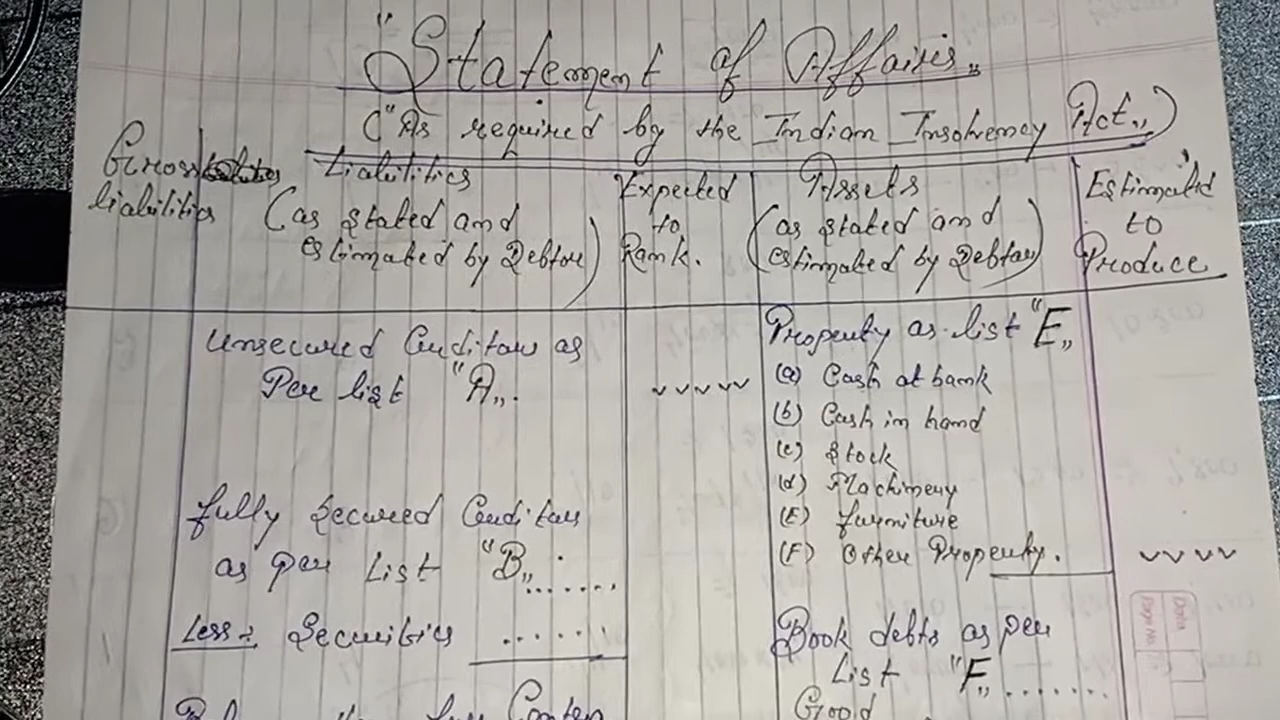 "Statement of Affairs„
("As required by the Indian Insolvency Act„)
Gross
liabilities
Liabilities
(as stated and
estimated by Debtor)
Expected
to
Rank.
Assets
(as stated and
estimated by Debtor)
Estimated
to
Produce
Unsecured Creditors as
Per list "A„.
fully secured Creditors
as per List "B„.......
Less:- Securities ......
Property as list "E„
(a) Cash at bank
(b) Cash in hand
(c) Stock
(d) Machinery
(E) furniture
(F) Other Property.
Book debts as per
List "F„.......
Good
Date
Page No.